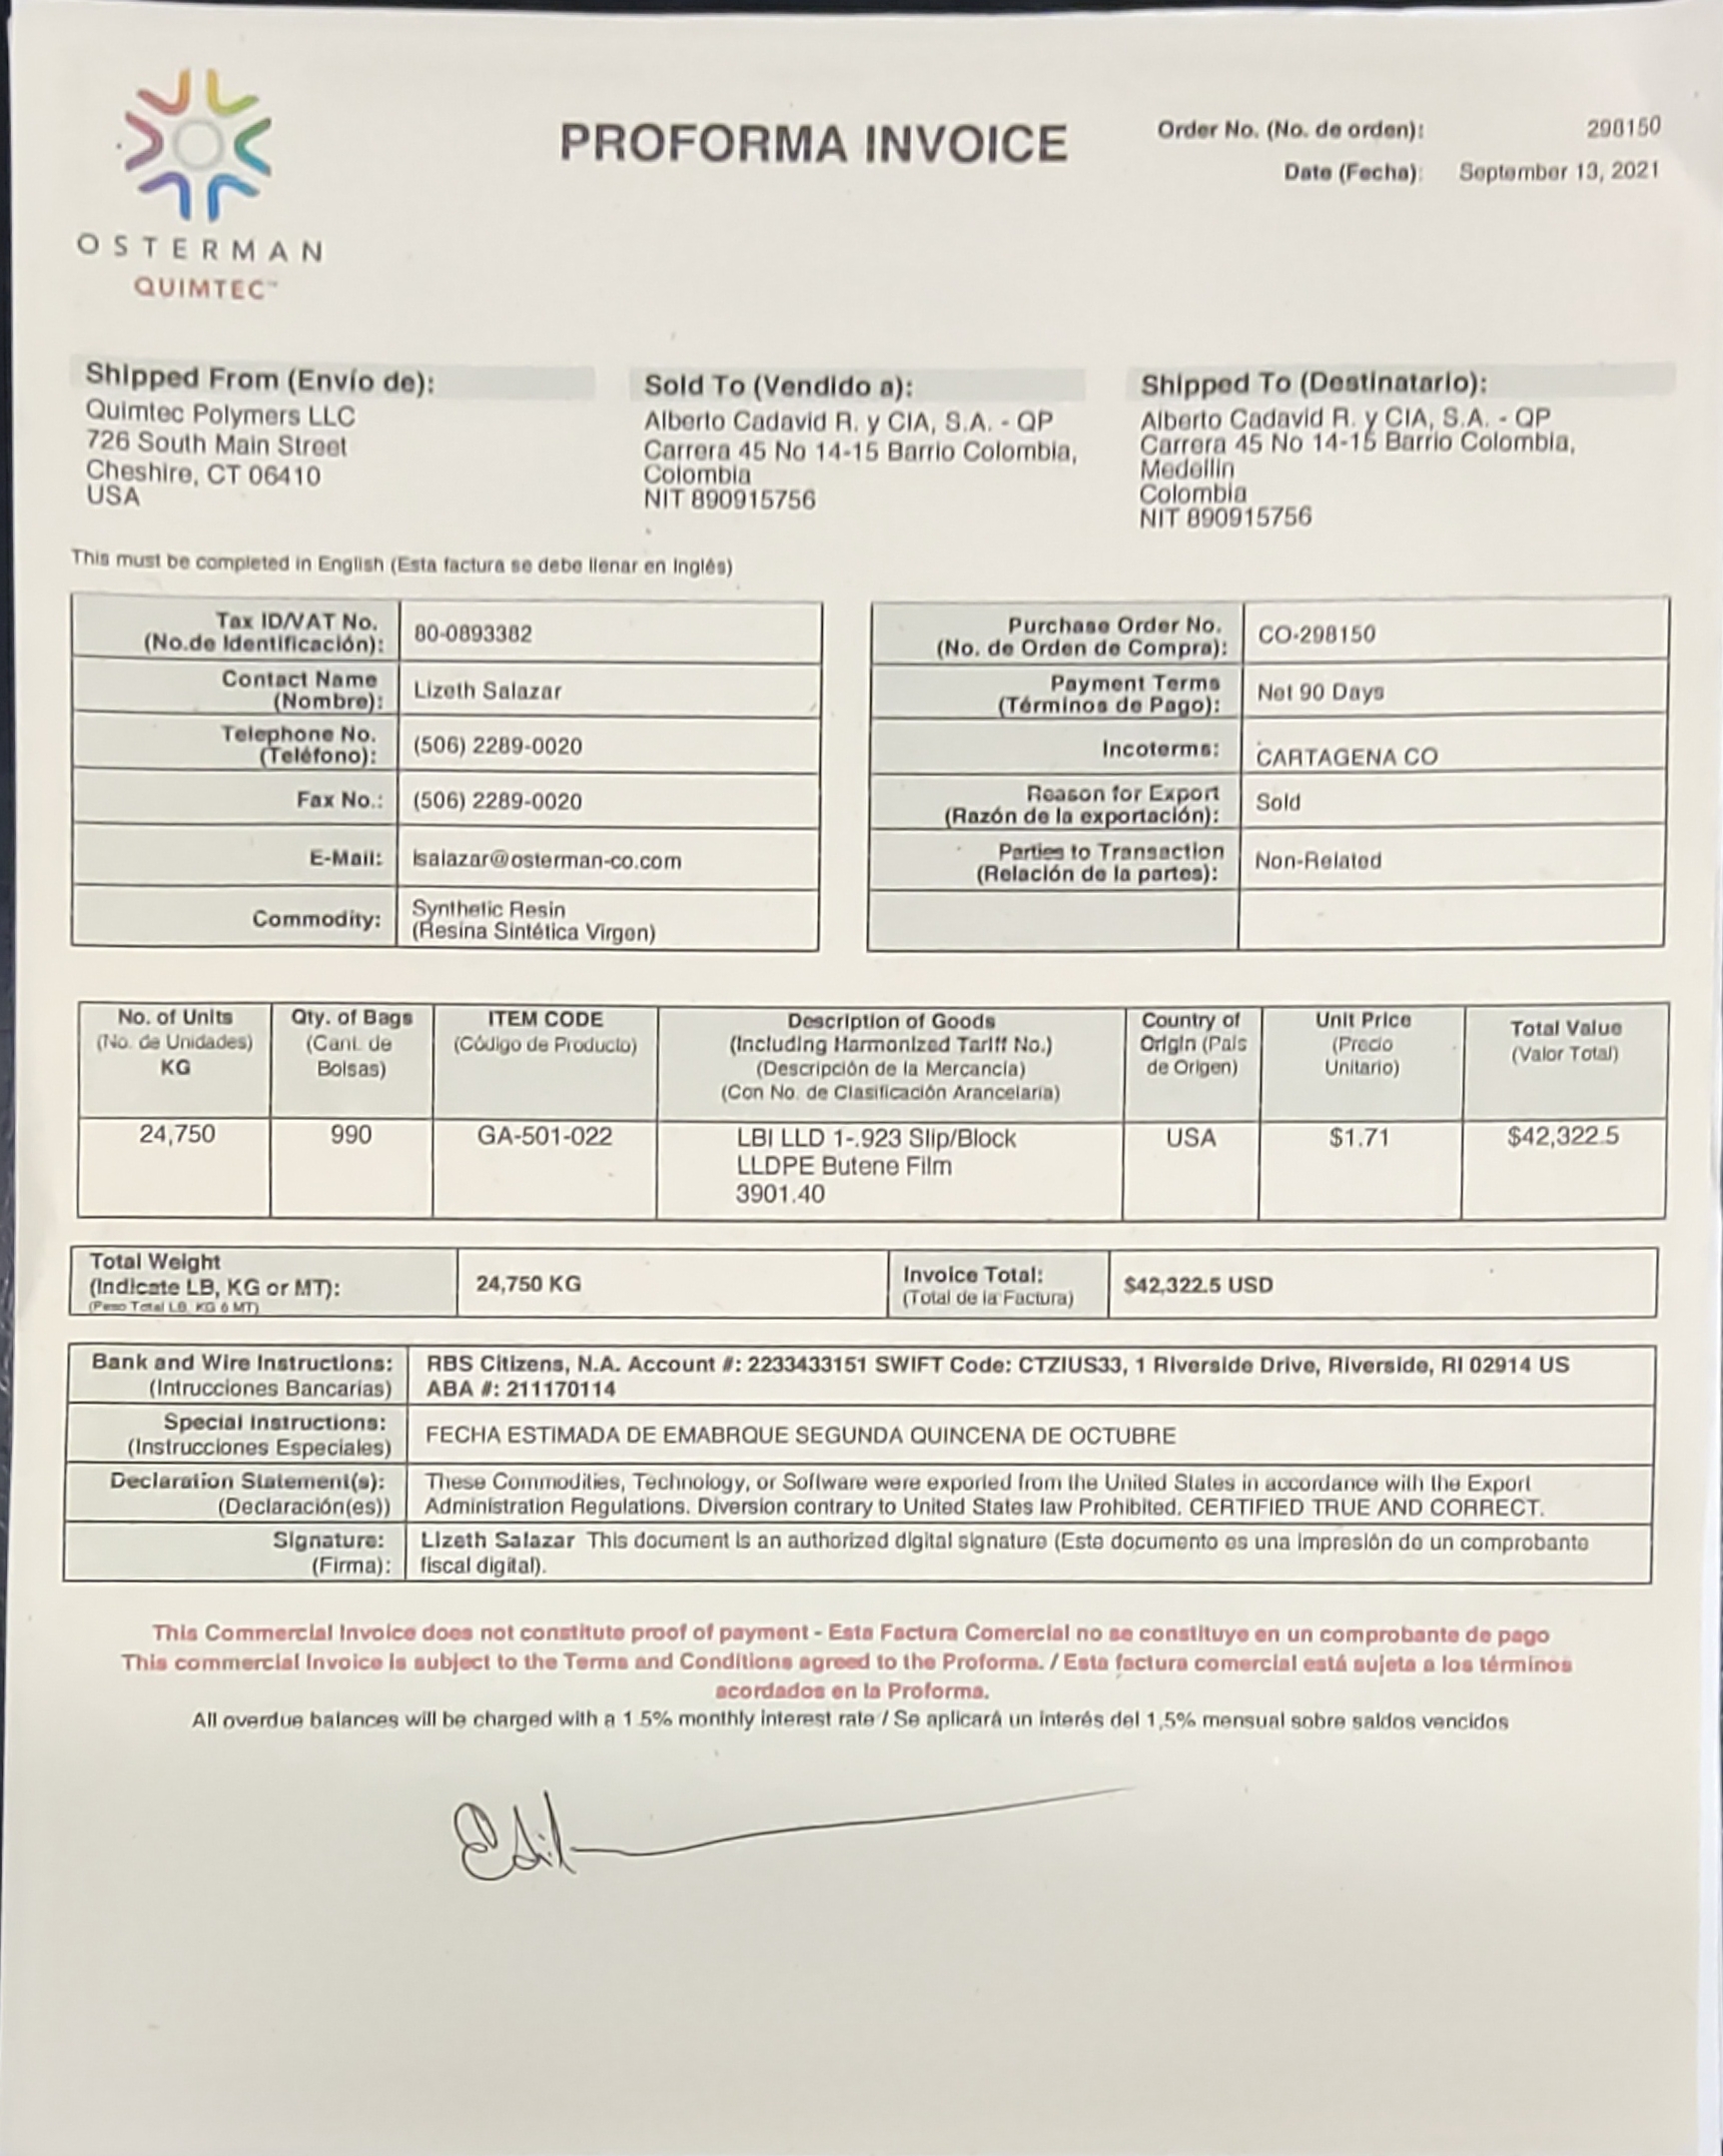 OSTERMAN
QUIMTEC™
PROFORMA INVOICE
Order No. (No. de orden): 298150
Date (Fecha): September 13, 2021
Shipped From (Envío de):
Quimtec Polymers LLC
726 South Main Street
Cheshire, CT 06410
USA
Sold To (Vendido a):
Alberto Cadavid R. y CIA, S.A. - QP
Carrera 45 No 14-15 Barrio Colombia,
Colombia
NIT 890915756
Shipped To (Destinatario):
Alberto Cadavid R. y CIA, S.A. - QP
Carrera 45 No 14-15 Barrio Colombia,
Medellin
Colombia
NIT 890915756
This must be completed in English (Esta factura se debe llenar en Inglés)
Tax ID/VAT No.
(No.de Identificación): 80-0893382
Contact Name
(Nombre): Lizeth Salazar
Telephone No.
(Teléfono): (506) 2289-0020
Fax No.: (506) 2289-0020
E-Mail: lsalazar@osterman-co.com
Commodity: Synthetic Resin
(Resina Sintética Virgen)
Purchase Order No.
(No. de Orden de Compra): CO-298150
Payment Terms
(Términos de Pago): Net 90 Days
Incoterms: CARTAGENA CO
Reason for Export
(Razón de la exportación): Sold
Parties to Transaction
(Relación de la partes): Non-Related
No. of Units
(No. de Unidades)
KG
Qty. of Bags
(Cant. de
Bolsas)
ITEM CODE
(Código de Producto)
Description of Goods
(Including Harmonized Tariff No.)
(Descripción de la Mercancía)
(Con No. de Clasificación Arancelaria)
Country of
Origin (País
de Origen)
Unit Price
(Precio
Unitario)
Total Value
(Valor Total)
24,750
990
GA-501-022
LBI LLD 1-.923 Slip/Block
LLDPE Butene Film
3901.40
USA
$1.71
$42,322.5
Total Weight
(Indicate LB, KG or MT):
(Peso Total LB, KG ó MT)
24,750 KG
Invoice Total:
(Total de la Factura)
$42,322.5 USD
Bank and Wire Instructions:
(Intrucciones Bancarias)
RBS Citizens, N.A. Account #: 2233433151 SWIFT Code: CTZIUS33, 1 Riverside Drive, Riverside, RI 02914 US
ABA #: 211170114
Special Instructions:
(Instrucciones Especiales)
FECHA ESTIMADA DE EMABRQUE SEGUNDA QUINCENA DE OCTUBRE
Declaration Statement(s):
(Declaración(es))
These Commodities, Technology, or Software were exported from the United States in accordance with the Export
Administration Regulations. Diversion contrary to United States law Prohibited. CERTIFIED TRUE AND CORRECT.
Signature:
(Firma):
Lizeth Salazar This document is an authorized digital signature (Este documento es una impresión de un comprobante
fiscal digital).
This Commercial Invoice does not constitute proof of payment - Esta Factura Comercial no se constituye en un comprobante de pago
This commercial Invoice is subject to the Terms and Conditions agreed to the Proforma. / Esta factura comercial está sujeta a los términos
acordados en la Proforma.
All overdue balances will be charged with a 1.5% monthly interest rate / Se aplicará un interés del 1,5% mensual sobre saldos vencidos